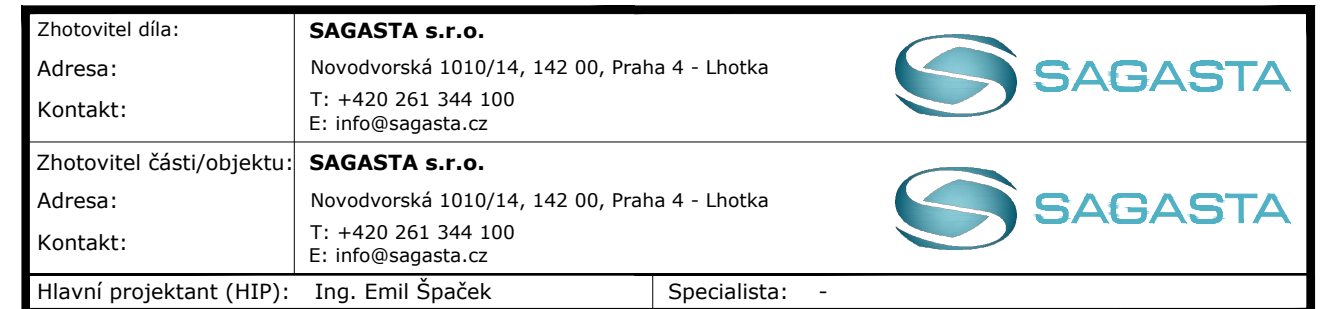 Zhotovitel díla: SAGASTA s.r.o.
Adresa: Novodvorská 1010/14, 142 00, Praha 4 - Lhotka
Kontakt: T: +420 261 344 100
E: info@sagasta.cz
SAGASTA
Zhotovitel části/objektu: SAGASTA s.r.o.
Adresa: Novodvorská 1010/14, 142 00, Praha 4 - Lhotka
Kontakt: T: +420 261 344 100
E: info@sagasta.cz
SAGASTA
Hlavní projektant (HIP): Ing. Emil Špaček Specialista: -